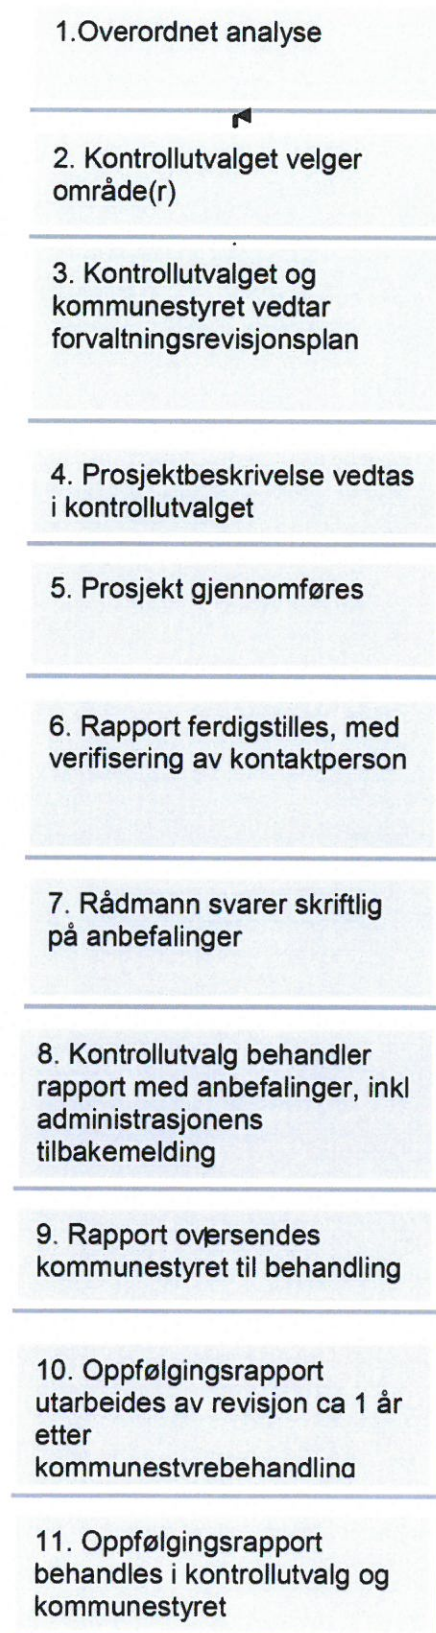 1.Overordnet analyse
2. Kontrollutvalget velger
område(r)
3. Kontrollutvalget og
kommunestyret vedtar
forvaltningsrevisjonsplan
4. Prosjektbeskrivelse vedtas
i kontrollutvalget
5. Prosjekt gjennomføres
6. Rapport ferdigstilles, med
verifisering av kontaktperson
7. Rådmann svarer skriftlig
på anbefalinger
8. Kontrollutvalg behandler
rapport med anbefalinger, inkl
administrasjonens
tilbakemelding
9. Rapport oversendes
kommunestyret til behandling
10. Oppfølgingsrapport
utarbeides av revisjon ca 1 år
etter
kommunestyrebehandling
11. Oppfølgingsrapport
behandles i kontrollutvalg og
kommunestyret